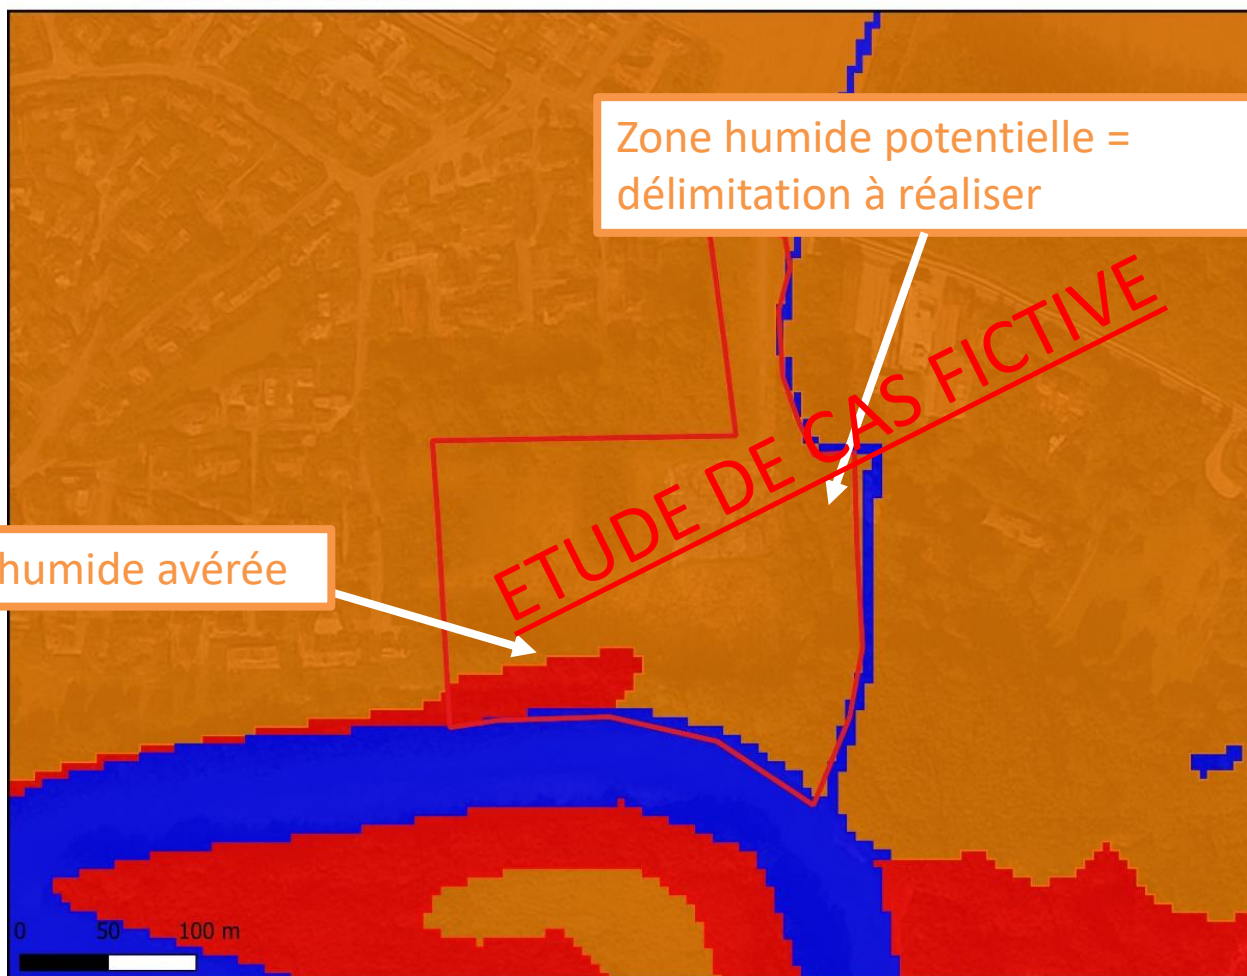 Zone humide potentielle =
délimitation à réaliser
ETUDE DE CAS FICTIVE
humide avérée
0 50 100 m